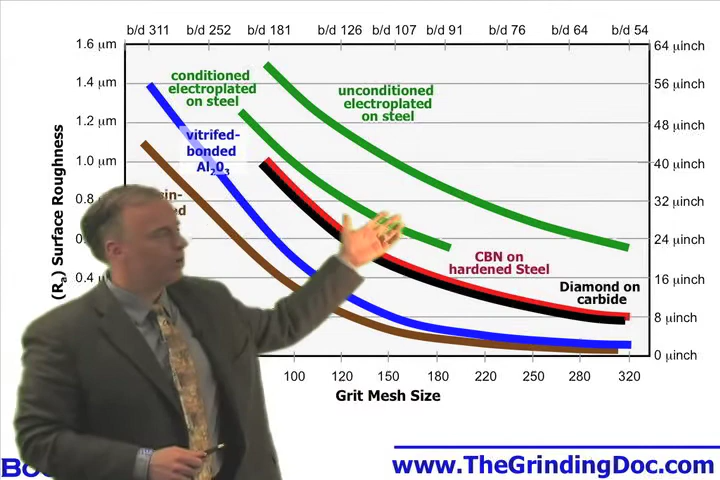 b/d 311 b/d 252 b/d 181 b/d 126 b/d 107 b/d 91 b/d 76 b/d 64 b/d 54
1.6 µm
1.4 µm
1.2 µm
1.0 µm
0.8
0.4
(Ra) Surface Roughness
64 µinch
56 µinch
48 µinch
40 µinch
32 µinch
24 µinch
16 µinch
8 µinch
0 µinch
conditioned
electroplated
on steel
unconditioned
electroplated
on steel
vitrifed-
bonded
Al203
CBN on
hardened Steel
Diamond on
carbide
100 120 150 180 220 250 280 320
Grit Mesh Size
www.TheGrindingDoc.com